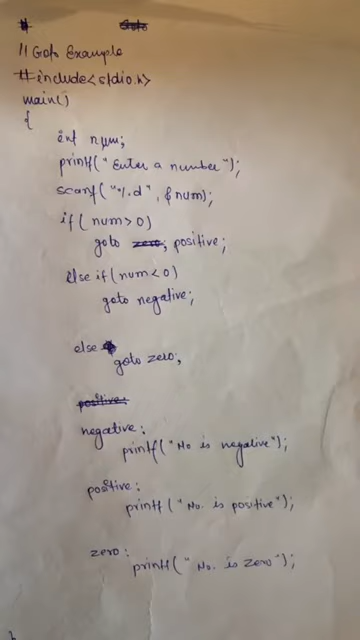 // Goto Example
#include<stdio.h>
main()
{
int num;
printf("Enter a number");
scanf("%d", &num);
if(num>0)
goto zero; positive;
else if(num<0)
goto negative;
else
goto zero;
positive:
negative:
printf("No is negative");
positive:
printf("No. is positive");
zero:
printf("No. is zero");
}